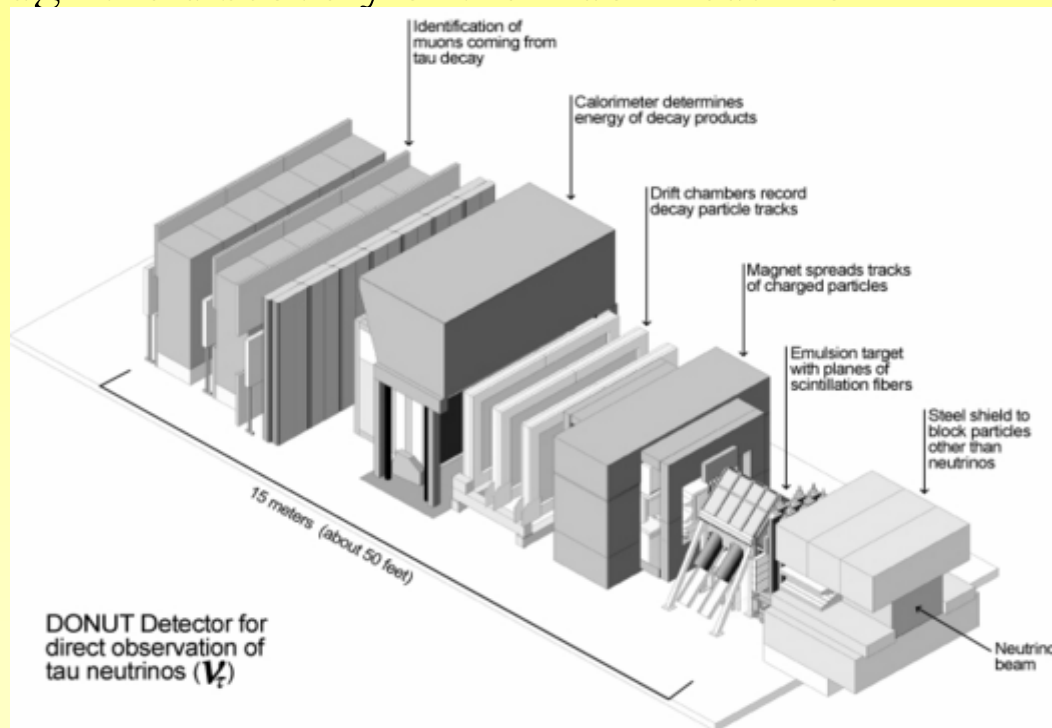 Identification of
muons coming from
tau decay
Calorimeter determines
energy of decay products
Drift chambers record
decay particle tracks
Magnet spreads tracks
of charged particles
Emulsion target
with planes of
scintillation fibers
Steel shield to
block particles
other than
neutrinos
15 meters (about 50 feet)
DONUT Detector for
direct observation of
tau neutrinos (ντ)
Neutrino
beam